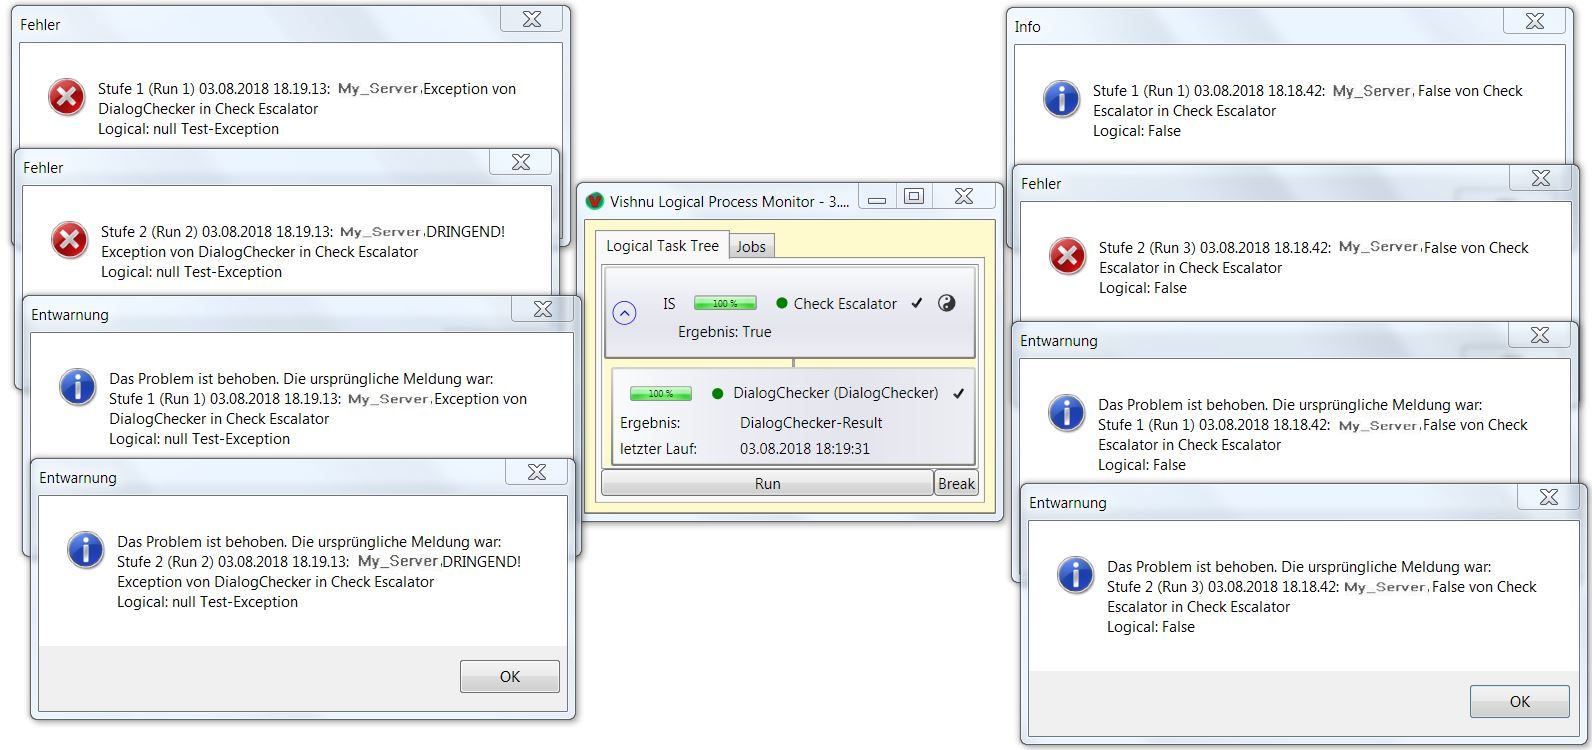 Fehler
Stufe 1 (Run 1) 03.08.2018 18.19.13: My_Server,Exception von
DialogChecker in Check Escalator
Logical: null Test-Exception
Fehler
Stufe 2 (Run 2) 03.08.2018 18.19.13: My_Server,DRINGEND!
Exception von DialogChecker in Check Escalator
Logical: null Test-Exception
Entwarnung
Das Problem ist behoben. Die ursprüngliche Meldung war:
Stufe 1 (Run 1) 03.08.2018 18.19.13: My_Server,Exception von
DialogChecker in Check Escalator
Logical: null Test-Exception
Entwarnung
Das Problem ist behoben. Die ursprüngliche Meldung war:
Stufe 2 (Run 2) 03.08.2018 18.19.13: My_Server,DRINGEND!
Exception von DialogChecker in Check Escalator
Logical: null Test-Exception
OK
Vishnu Logical Process Monitor - 3....
Logical Task Tree Jobs
IS 100 % Check Escalator
Ergebnis: True
100 % DialogChecker (DialogChecker)
Ergebnis: DialogChecker-Result
letzter Lauf: 03.08.2018 18:19:31
Run Break
Info
Stufe 1 (Run 1) 03.08.2018 18.18.42: My_Server, False von Check
Escalator in Check Escalator
Logical: False
Fehler
Stufe 2 (Run 3) 03.08.2018 18.18.42: My_Server,False von Check
Escalator in Check Escalator
Logical: False
Entwarnung
Das Problem ist behoben. Die ursprüngliche Meldung war:
Stufe 1 (Run 1) 03.08.2018 18.18.42: My_Server,False von Check
Escalator in Check Escalator
Logical: False
Entwarnung
Das Problem ist behoben. Die ursprüngliche Meldung war:
Stufe 2 (Run 3) 03.08.2018 18.18.42: My_Server,False von Check
Escalator in Check Escalator
Logical: False
OK